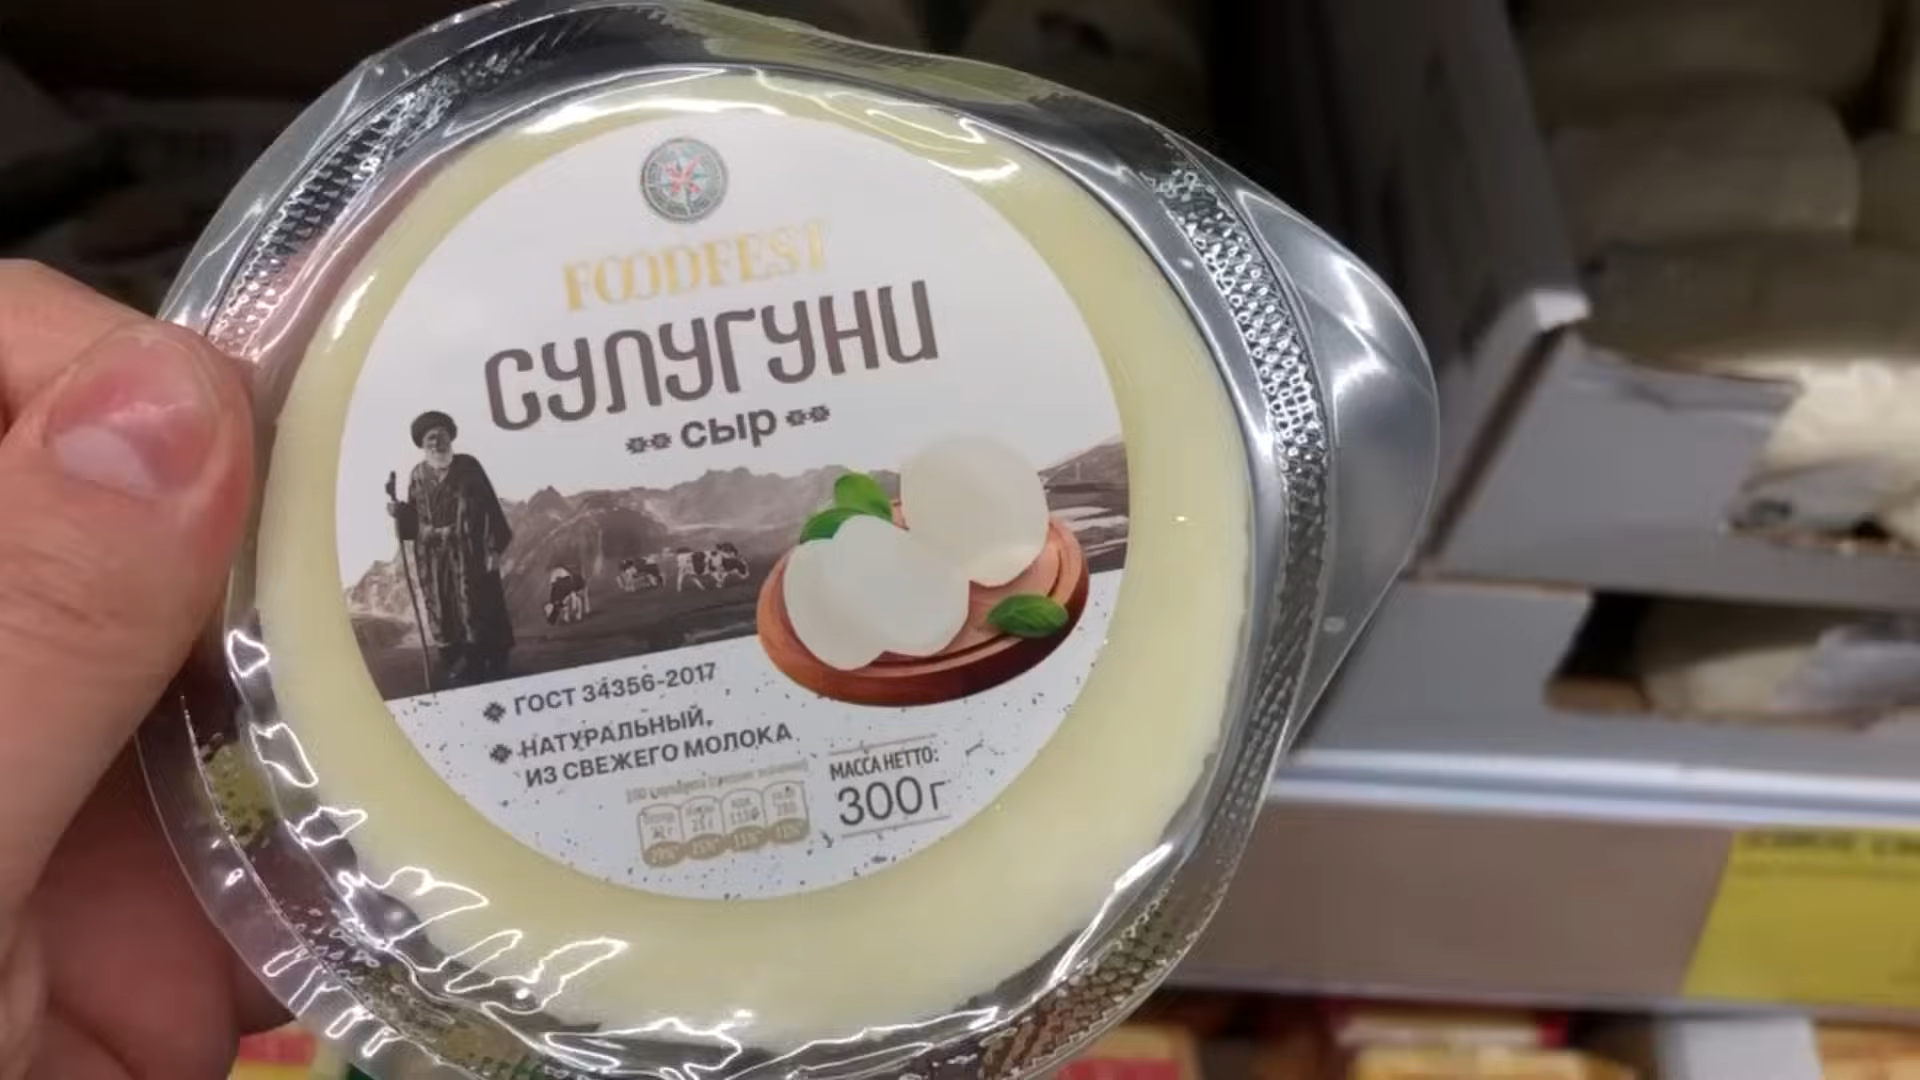 FOODFEST
СУЛУГУНИ
сыр
ГОСТ 34356-2017
НАТУРАЛЬНЫЙ,
ИЗ СВЕЖЕГО МОЛОКА
МАССА НЕТТО:
300 г